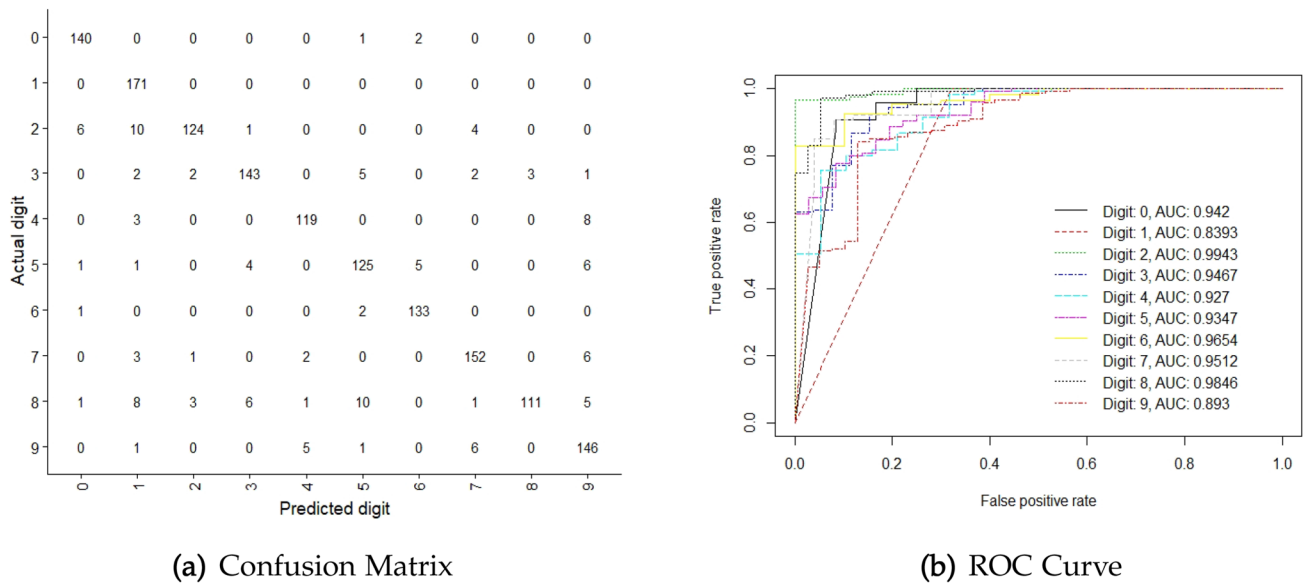 0 140 0 0 0 0 1 2 0 0 0
1 0 171 0 0 0 0 0 0 0 0
2 6 10 124 1 0 0 0 4 0 0
3 0 2 2 143 0 5 0 2 3 1
4 0 3 0 0 119 0 0 0 0 8
5 1 1 0 4 0 125 5 0 0 6
6 1 0 0 0 0 2 133 0 0 0
7 0 3 1 0 2 0 0 152 0 6
8 1 8 3 6 1 10 0 1 111 5
9 0 1 0 0 5 1 0 6 0 146
0 1 2 3 4 5 6 7 8 9
Actual digit
Predicted digit
(a) Confusion Matrix
1.0
0.8
0.6
0.4
0.2
0.0
True positive rate
Digit: 0, AUC: 0.942
Digit: 1, AUC: 0.8393
Digit: 2, AUC: 0.9943
Digit: 3, AUC: 0.9467
Digit: 4, AUC: 0.927
Digit: 5, AUC: 0.9347
Digit: 6, AUC: 0.9654
Digit: 7, AUC: 0.9512
Digit: 8, AUC: 0.9846
Digit: 9, AUC: 0.893
0.0 0.2 0.4 0.6 0.8 1.0
False positive rate
(b) ROC Curve